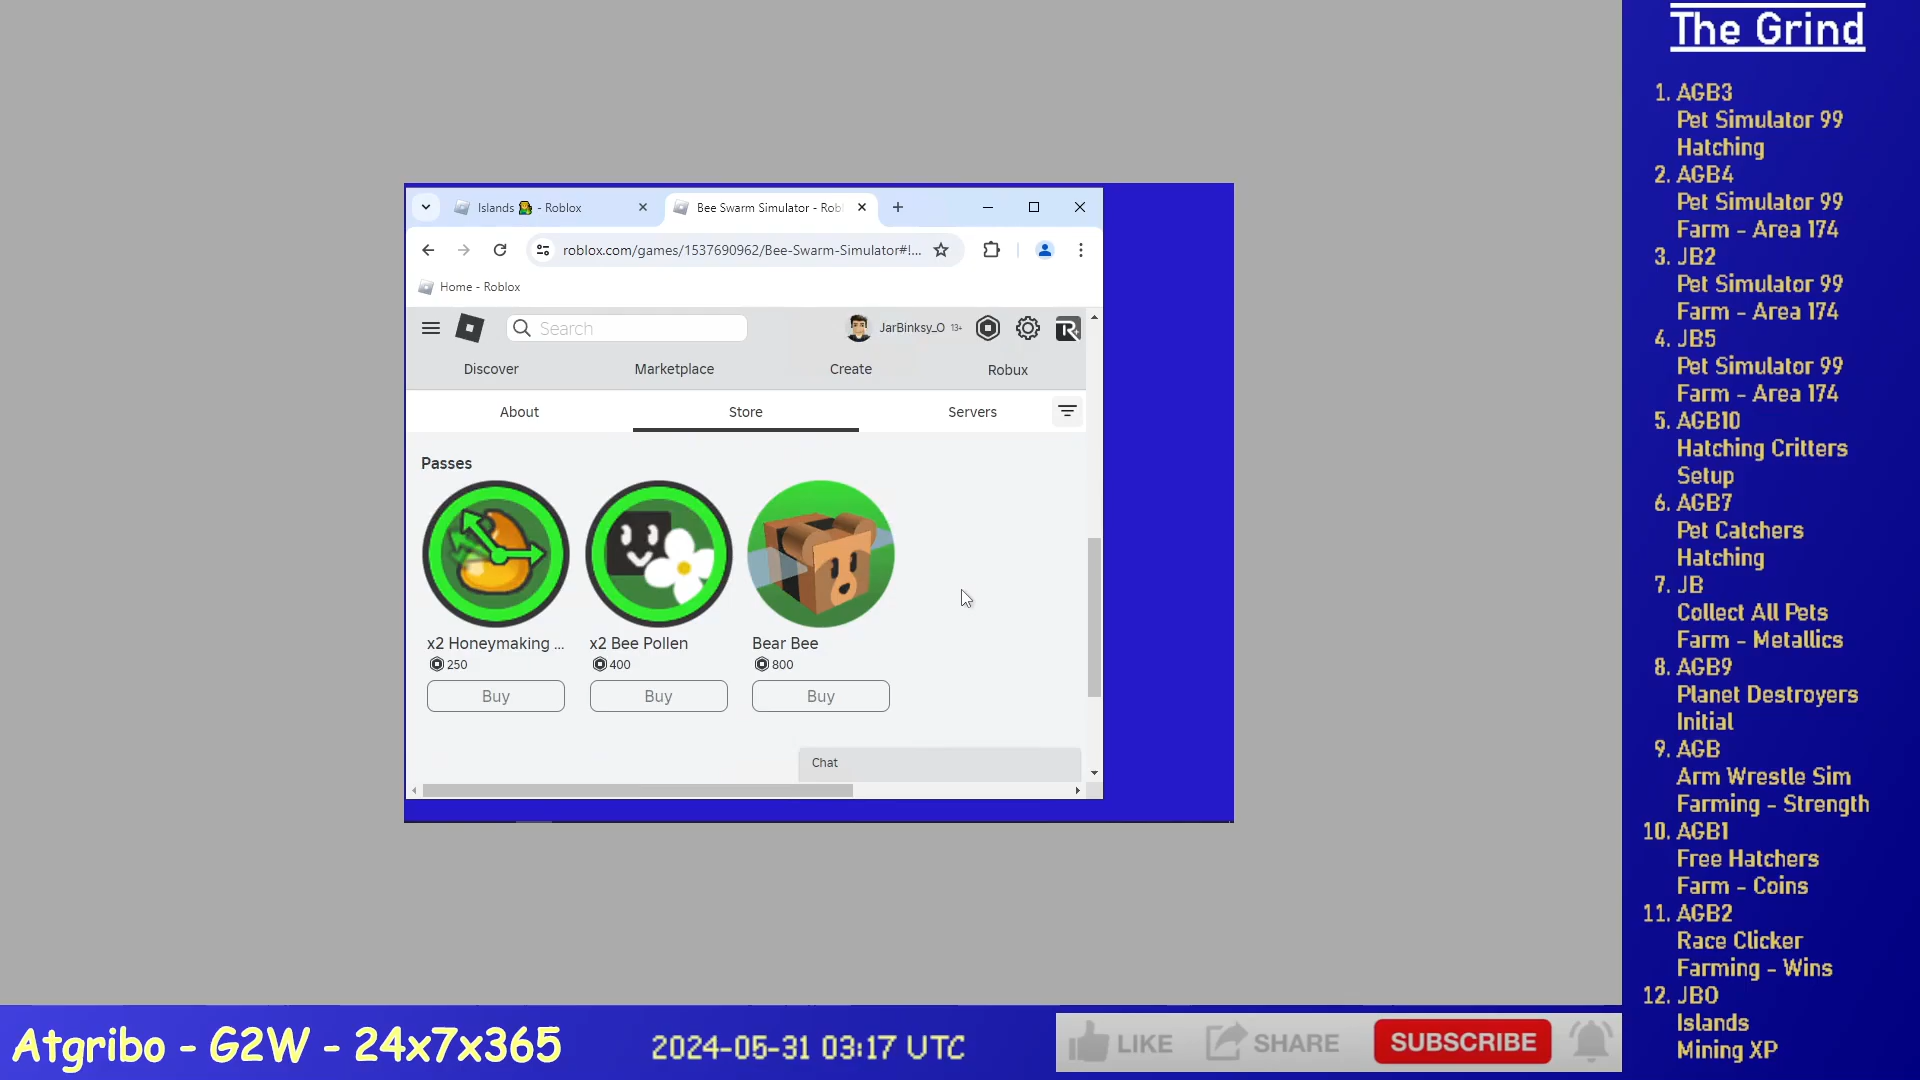 The Grind
1. AGB3
Pet Simulator 99
Hatching
2. AGB4
Pet Simulator 99
Farm - Area 174
3. JB2
Pet Simulator 99
Farm - Area 174
4. JB5
Pet Simulator 99
Farm - Area 174
5. AGB10
Hatching Critters
Setup
6. AGB7
Pet Catchers
Hatching
7. JB
Collect All Pets
Farm - Metallics
8. AGB9
Planet Destroyers
Initial
9. AGB
Arm Wrestle Sim
Farming - Strength
10. AGB1
Free Hatchers
Farm - Coins
11. AGB2
Race Clicker
Farming - Wins
12. JB0
Islands
Mining XP
Islands - Roblox
Bee Swarm Simulator - Rob
roblox.com/games/1537690962/Bee-Swarm-Simulator#!...
Home - Roblox
Search
JarBinksy_0 13+
Discover Marketplace Create Robux
About Store Servers
Passes
x2 Honeymaking ... x2 Bee Pollen Bear Bee
250 400 800
Buy Buy Buy
Chat
Atgribo - G2W - 24x7x365
2024-05-31 03:17 UTC
LIKE SHARE SUBSCRIBE